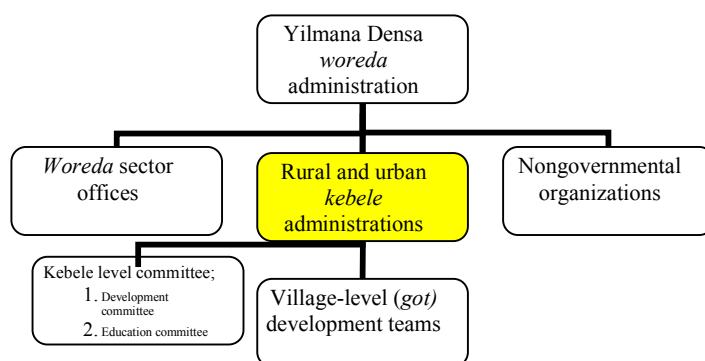 Yilmana Densa
woreda
administration
Woreda sector
offices
Rural and urban
kebele
administrations
Nongovernmental
organizations
Kebele level committee;
1. Development
committee
2. Education committee
Village-level (got)
development teams